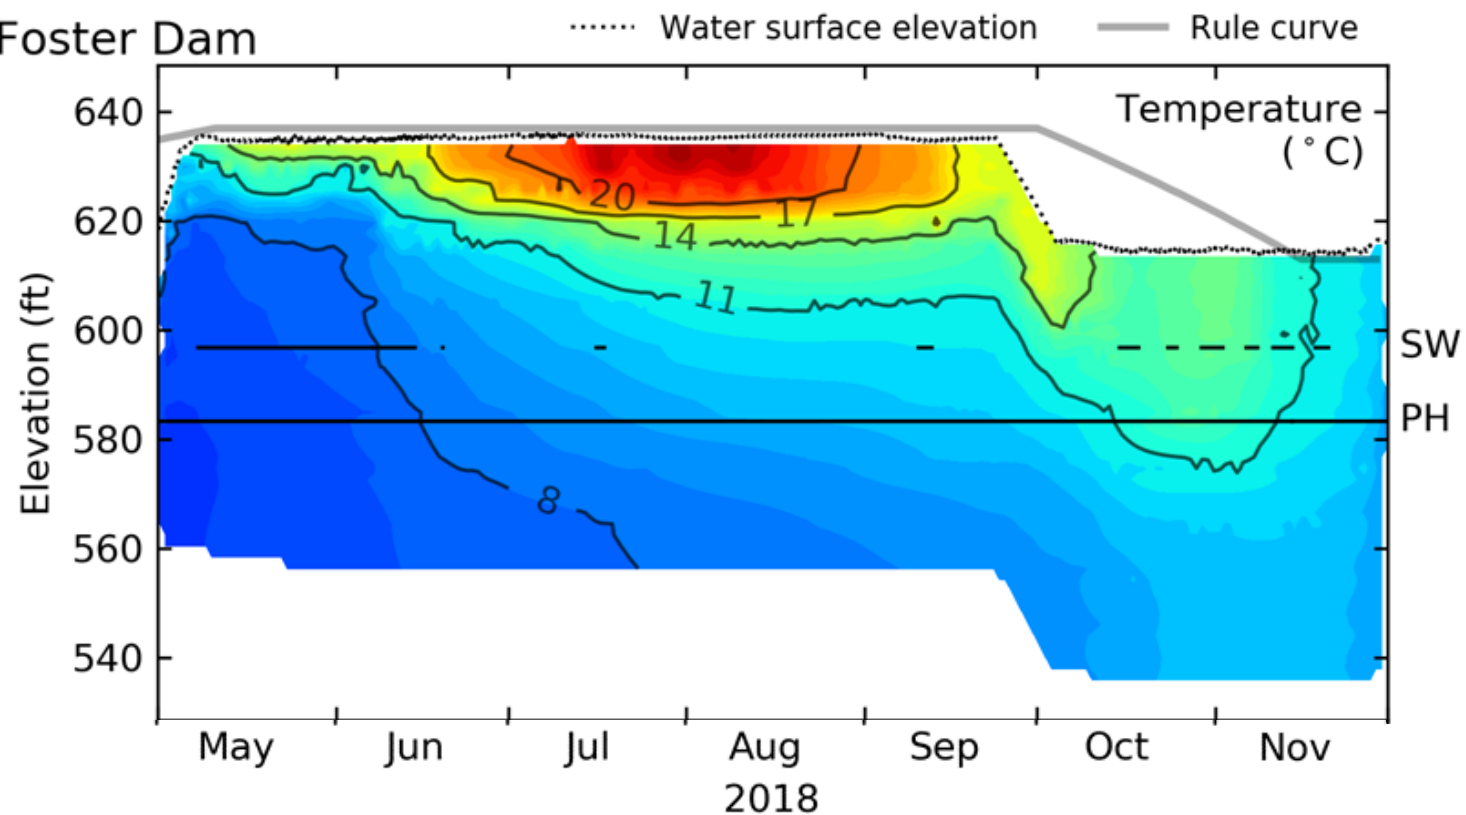 Foster Dam
Water surface elevation
Rule curve
Temperature
(°C)
Elevation (ft)
640
620
600
580
560
540
20
17
14
11
8
SW
PH
May Jun Jul Aug Sep Oct Nov
2018